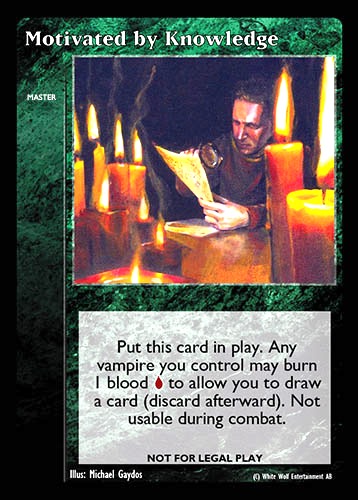 Motivated by Knowledge
MASTER
Put this card in play. Any
vampire you control may burn
1 blood to allow you to draw
a card (discard afterward). Not
usable during combat.
NOT FOR LEGAL PLAY
Illus: Michael Gaydos
(C) White Wolf Entertainment AB